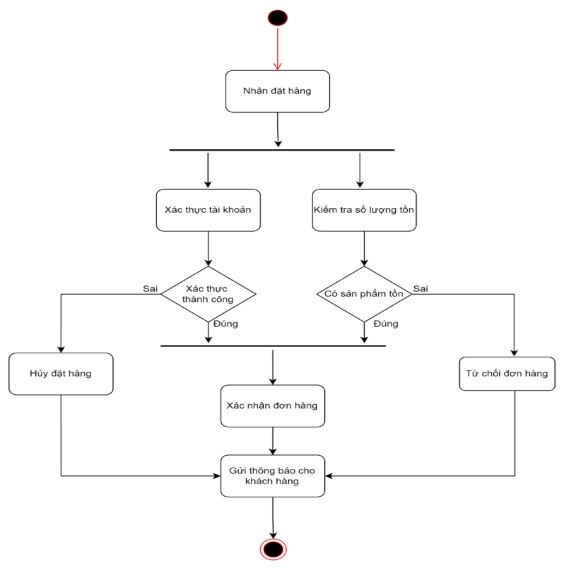 Nhận đặt hàng
Xác thực tài khoản
Kiểm tra số lượng tồn
Sai
Xác thực
thành công
Có sản phẩm tồn
Sai
Đúng
Đúng
Hủy đặt hàng
Từ chối đơn hàng
Xác nhận đơn hàng
Gửi thông báo cho
khách hàng